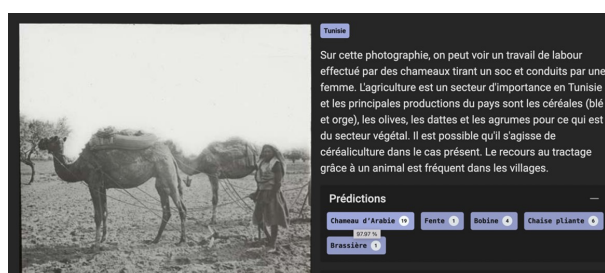 Tunisie
Sur cette photographie, on peut voir un travail de labour
effectué par des chameaux tirant un soc et conduits par une
femme. L'agriculture est un secteur d'importance en Tunisie
et les principales productions du pays sont les céréales (blé
et orge), les olives, les dattes et les agrumes pour ce qui est
du secteur végétal. Il est possible qu'il s'agisse de
céréaliculture dans le cas présent. Le recours au tractage
grâce à un animal est fréquent dans les villages.
Prédictions
Chameau d'Arabie 19 Fente 1 Bobine 4 Chaise pliante 6
97.97 %
Brassière 1